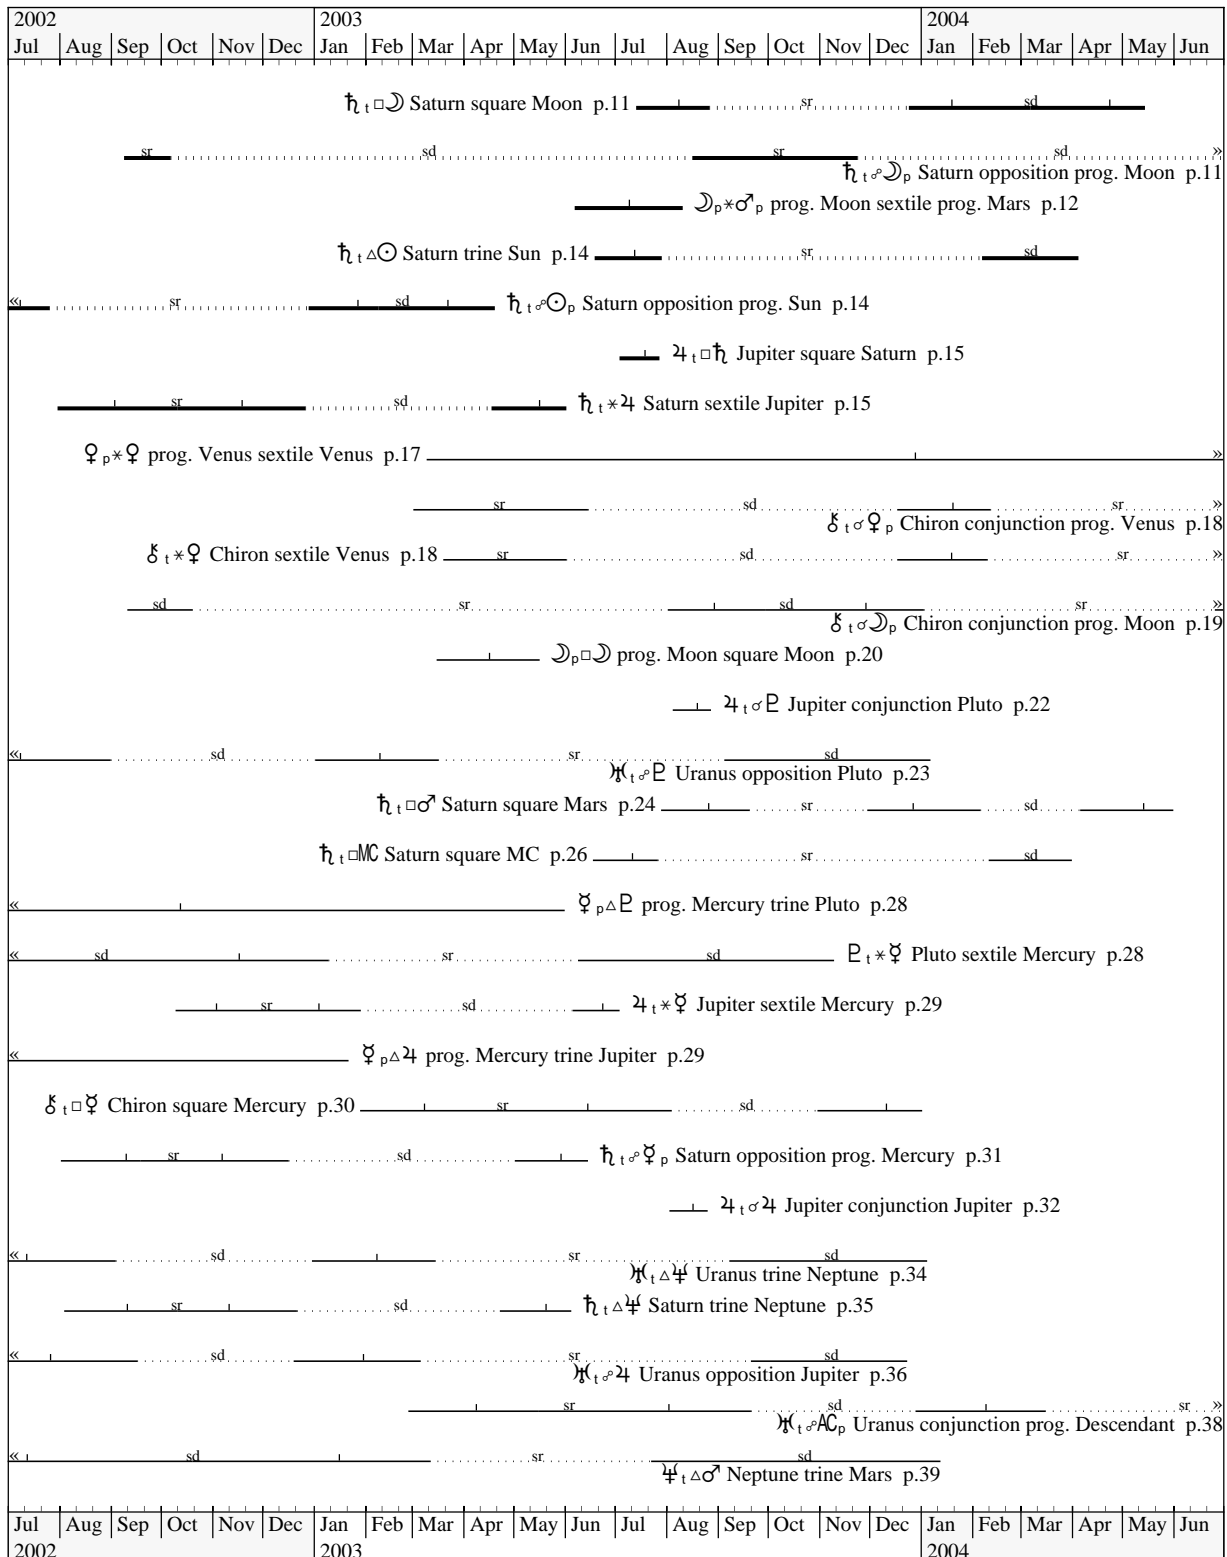 2002 2003 2004
Jul Aug Sep Oct Nov Dec Jan Feb Mar Apr May Jun Jul Aug Sep Oct Nov Dec Jan Feb Mar Apr May Jun
♄ t □ ☽ Saturn square Moon p.11 sr sd
sr sd sr sd »
♄ t ☍ ☽ p Saturn opposition prog. Moon p.11
☽ p ⚹ ♂ p prog. Moon sextile prog. Mars p.12
♄ t △ ☉ Saturn trine Sun p.14 sr sd
« sr sd ♄ t ☍ ☉ p Saturn opposition prog. Sun p.14
♃ t □ ♄ Jupiter square Saturn p.15
sr sd ♄ t ⚹ ♃ Saturn sextile Jupiter p.15
♀ p ⚹ ♀ prog. Venus sextile Venus p.17 »
sr sd sr »
⚷ t ☌ ♀ p Chiron conjunction prog. Venus p.18
⚷ t ⚹ ♀ Chiron sextile Venus p.18 sr sd sr »
sd sr sd sr »
⚷ t ☌ ☽ p Chiron conjunction prog. Moon p.19
☽ p □ ☽ prog. Moon square Moon p.20
♃ t ☌ ♇ Jupiter conjunction Pluto p.22
« sd sr sd
♅ t ☍ ♇ Uranus opposition Pluto p.23
♄ t □ ♂ Saturn square Mars p.24 sr sd
♄ t □ MC Saturn square MC p.26 sr sd
« ☿ p △ ♇ prog. Mercury trine Pluto p.28
« sd sr sd ♇ t ⚹ ☿ Pluto sextile Mercury p.28
sr sd ♃ t ⚹ ☿ Jupiter sextile Mercury p.29
« ☿ p △ ♃ prog. Mercury trine Jupiter p.29
⚷ t □ ☿ Chiron square Mercury p.30 sr sd
sr sd ♄ t ☍ ☿ p Saturn opposition prog. Mercury p.31
♃ t ☌ ♃ Jupiter conjunction Jupiter p.32
« sd sr sd
♅ t △ ♆ Uranus trine Neptune p.34
sr sd ♄ t △ ♆ Saturn trine Neptune p.35
« sd sr sd
♅ t ☍ ♃ Uranus opposition Jupiter p.36
sr sd sr »
♅ t ☍ AC p Uranus conjunction prog. Descendant p.38
« sd sr sd
♆ t △ ♂ Neptune trine Mars p.39
Jul Aug Sep Oct Nov Dec Jan Feb Mar Apr May Jun Jul Aug Sep Oct Nov Dec Jan Feb Mar Apr May Jun
2002 2003 2004